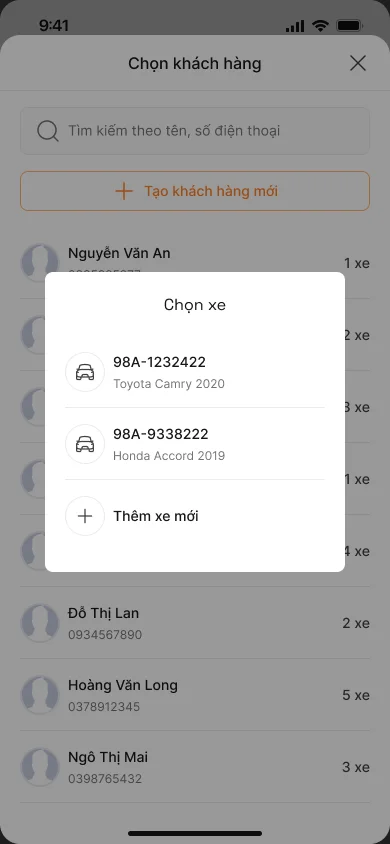 9:41
Chọn khách hàng
Tìm kiếm theo tên, số điện thoại
Tạo khách hàng mới
Nguyễn Văn An
1 xe
2 xe
3 xe
1 xe
4 xe
Chọn xe
98A-1232422
Toyota Camry 2020
98A-9338222
Honda Accord 2019
Thêm xe mới
Đỗ Thị Lan
2 xe
0934567890
Hoàng Văn Long
5 xe
0378912345
Ngô Thị Mai
3 xe
0398765432